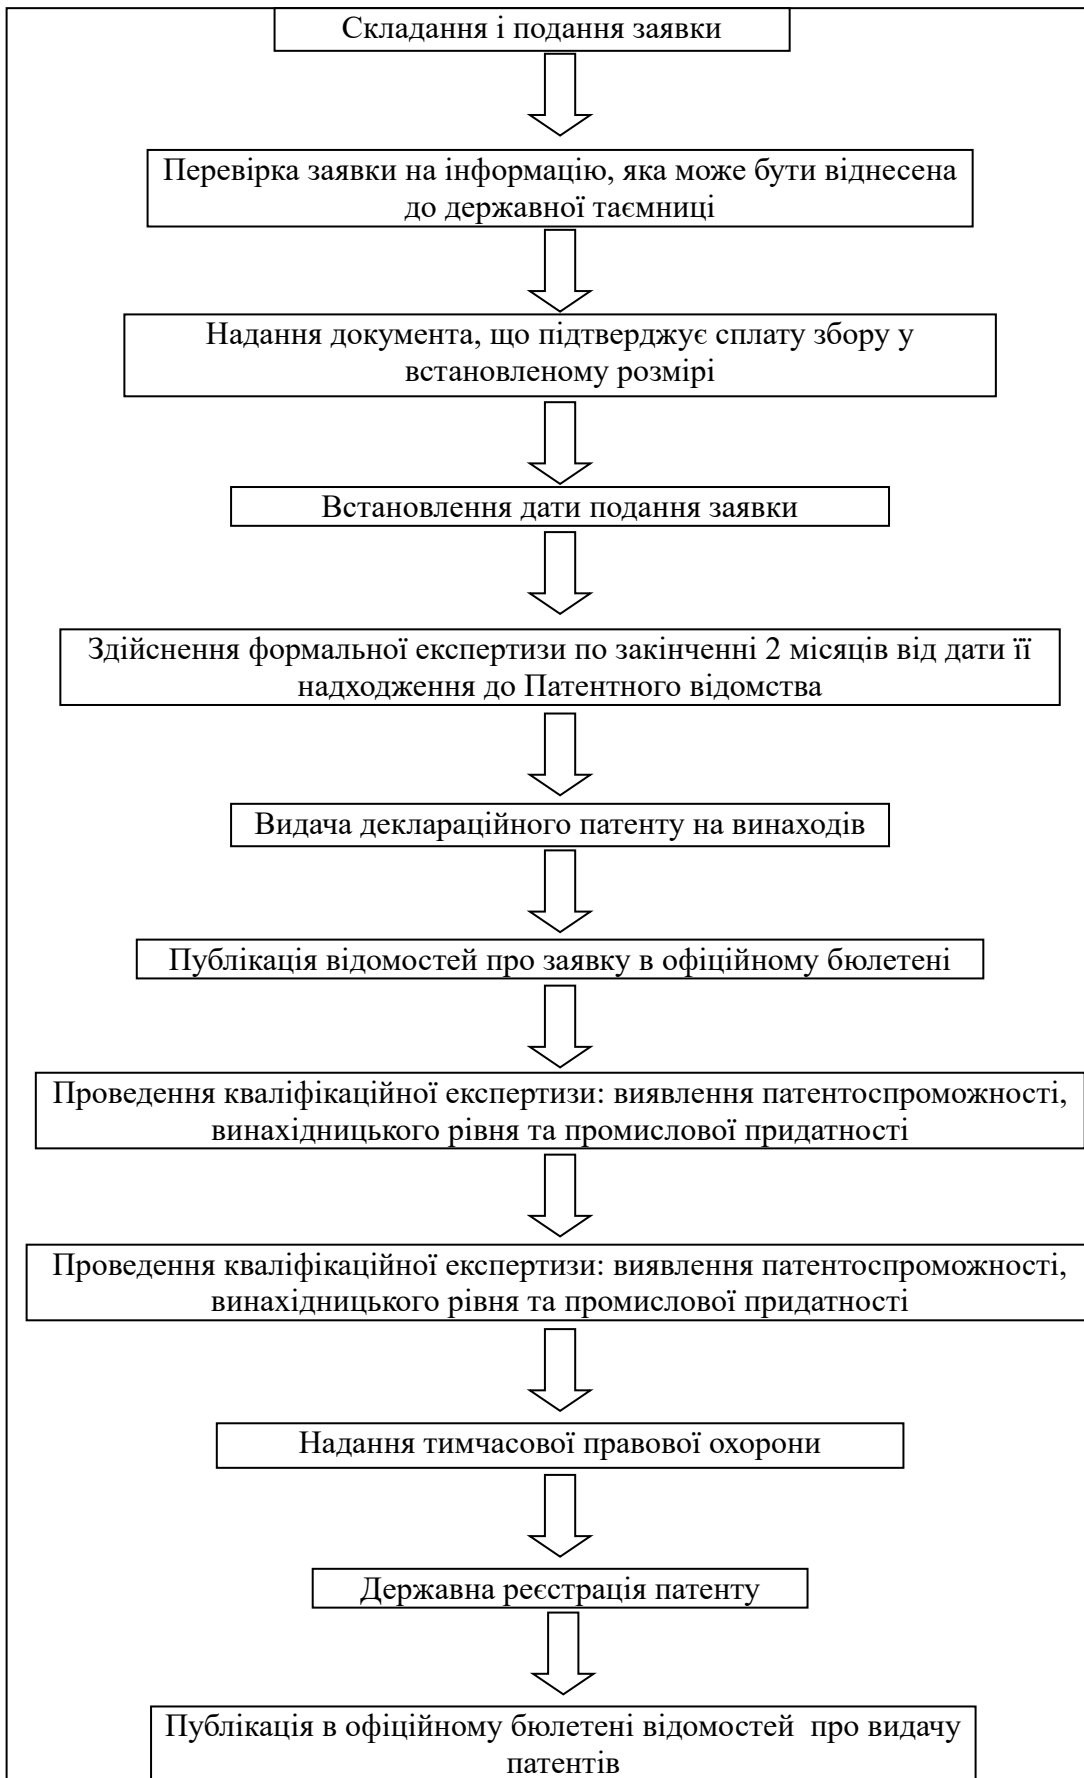 Складання і подання заявки
Перевірка заявки на інформацію, яка може бути віднесена
до державної таємниці
Надання документа, що підтверджує сплату збору у
встановленому розмірі
Встановлення дати подання заявки
Здійснення формальної експертизи по закінченні 2 місяців від дати її
надходження до Патентного відомства
Видача деклараційного патенту на винаходів
Публікація відомостей про заявку в офіційному бюлетені
Проведення кваліфікаційної експертизи: виявлення патентоспроможності,
винахідницького рівня та промислової придатності
Проведення кваліфікаційної експертизи: виявлення патентоспроможності,
винахідницького рівня та промислової придатності
Надання тимчасової правової охорони
Державна реєстрація патенту
Публікація в офіційному бюлетені відомостей  про видачу
патентів